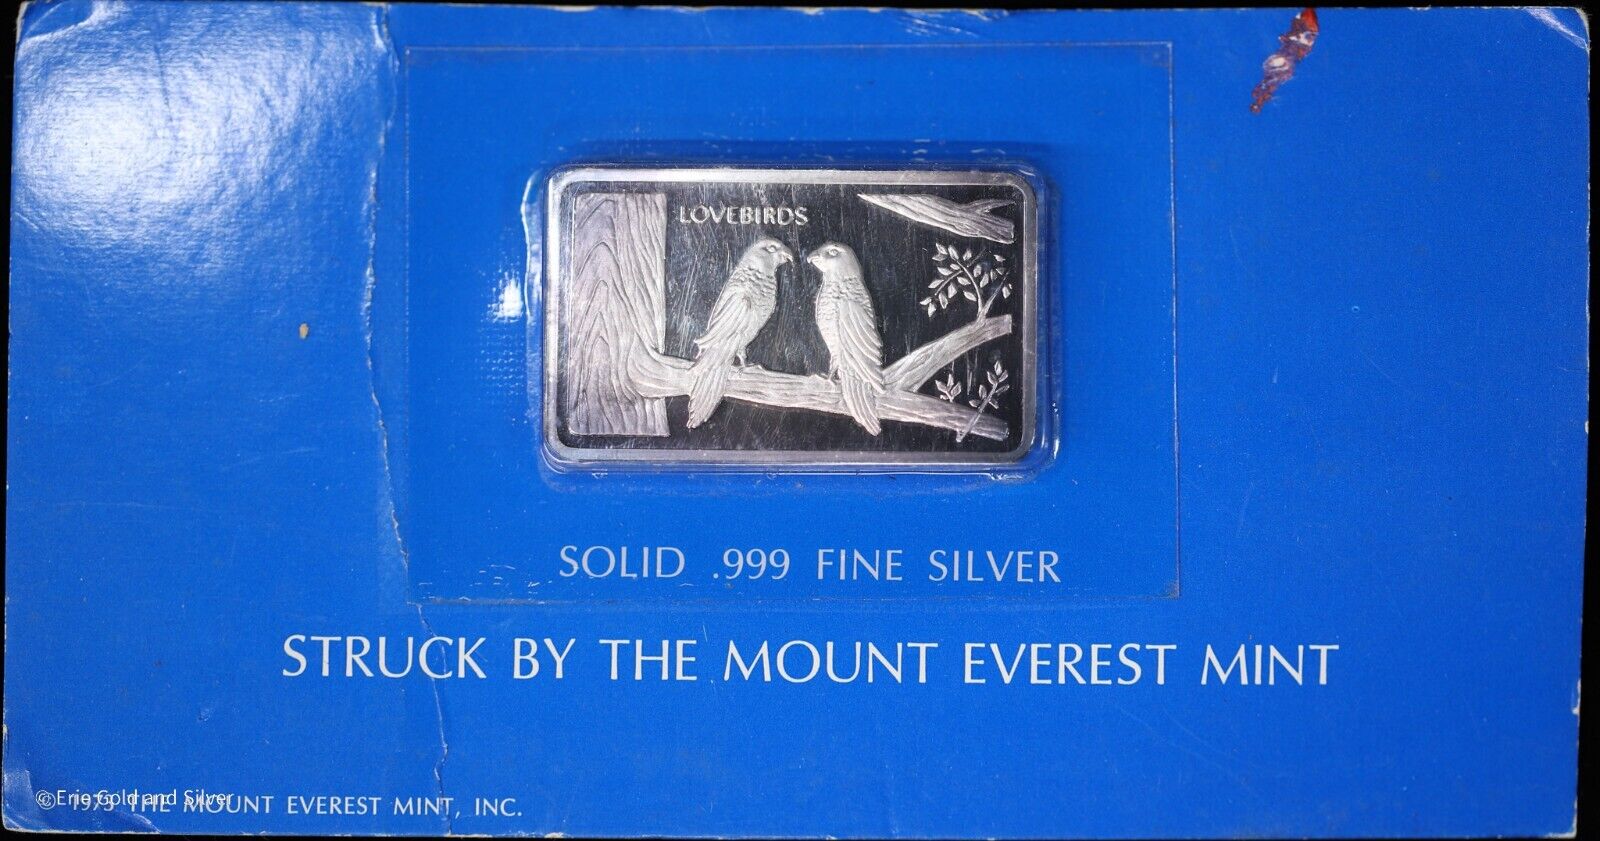 LOVEBIRDS
SOLID .999 FINE SILVER
STRUCK BY THE MOUNT EVEREST MINT
© 1973 THE MOUNT EVEREST MINT, INC.
© Erie Gold and Silver